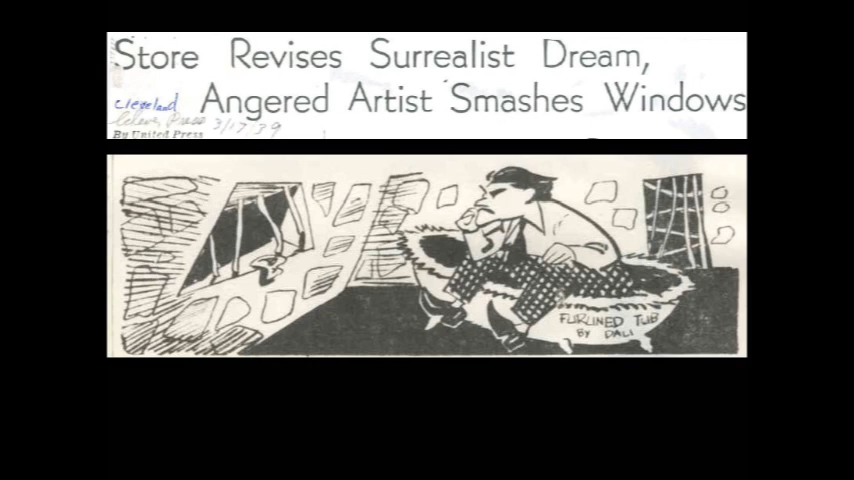 Store Revises Surrealist Dream,
Angered Artist Smashes Windows
Cleveland
Press 3/17 39
By United Press
FURLINED TUB
BY DALI